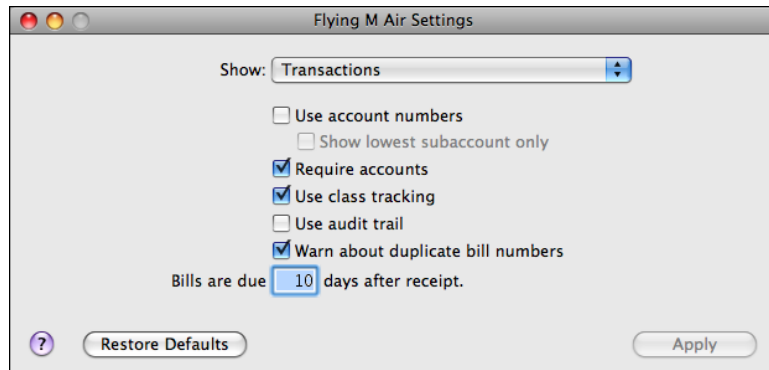 Flying M Air Settings
Show: Transactions
Use account numbers
Show lowest subaccount only
Require accounts
Use class tracking
Use audit trail
Warn about duplicate bill numbers
Bills are due 10 days after receipt.
? Restore Defaults Apply